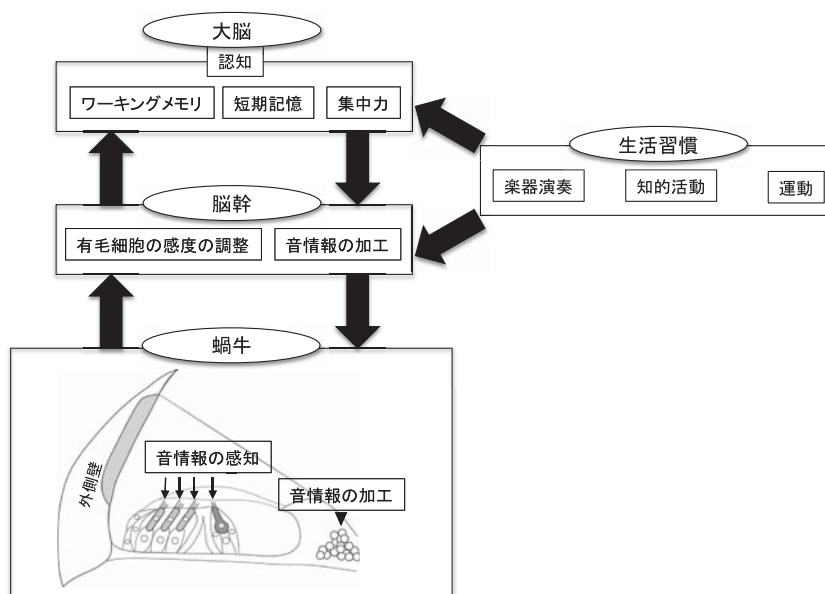 大脳
認知
ワーキングメモリ
短期記憶
集中力
生活習慣
楽器演奏
知的活動
運動
脳幹
有毛細胞の感度の調整
音情報の加工
蝸牛
外側壁
音情報の感知
音情報の加工